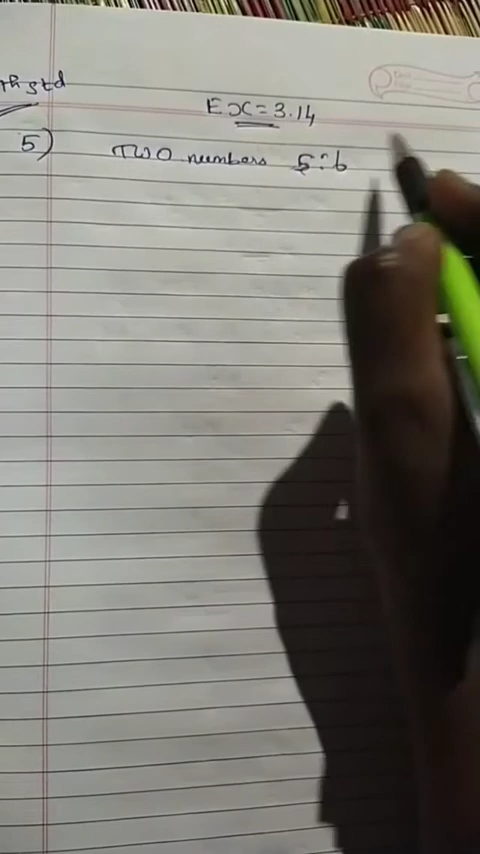 th std
Ex = 3.14
5) Two numbers 5:6